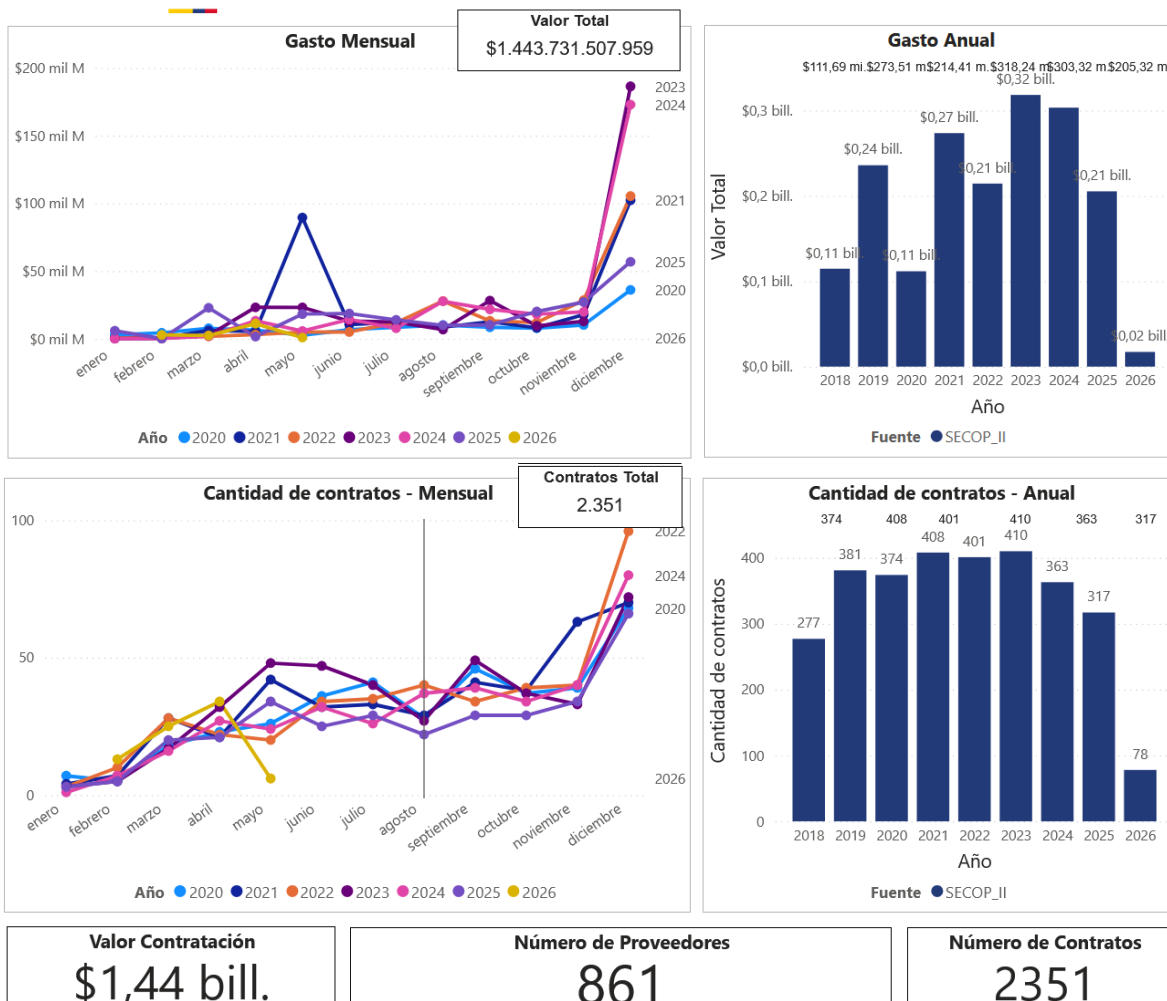 Valor Total
$1.443.731.507.959
Gasto Mensual
$200 mil M
$150 mil M
$100 mil M
$50 mil M
$0 mil M
2023
2024
2021
2025
2020
2026
enero
febrero
marzo
abril
mayo
junio
julio
agosto
septiembre
octubre
noviembre
diciembre
Año 2020 2021 2022 2023 2024 2025 2026
Gasto Anual
$111,69 mi. $273,51 m $214,41 m. $318,24 m $303,32 m. $205,32 m
Valor Total
$0,3 bill.
$0,2 bill.
$0,1 bill.
$0,0 bill.
$0,11 bill.
$0,24 bill.
$0,11 bill.
$0,27 bill.
$0,21 bill.
$0,32 bill.
$0,21 bill.
$0,02 bill.
2018 2019 2020 2021 2022 2023 2024 2025 2026
Año
Fuente SECOP_II
Cantidad de contratos - Mensual
Contratos Total
2.351
100
50
0
2022
2024
2020
2026
enero
febrero
marzo
abril
mayo
junio
julio
agosto
septiembre
octubre
noviembre
diciembre
Año 2020 2021 2022 2023 2024 2025 2026
Cantidad de contratos - Anual
374 408 401 410 363 317
Cantidad de contratos
400
300
200
100
0
277
381
374
408
401
410
363
317
78
2018 2019 2020 2021 2022 2023 2024 2025 2026
Año
Fuente SECOP_II
Valor Contratación
$1,44 bill.
Número de Proveedores
861
Número de Contratos
2351